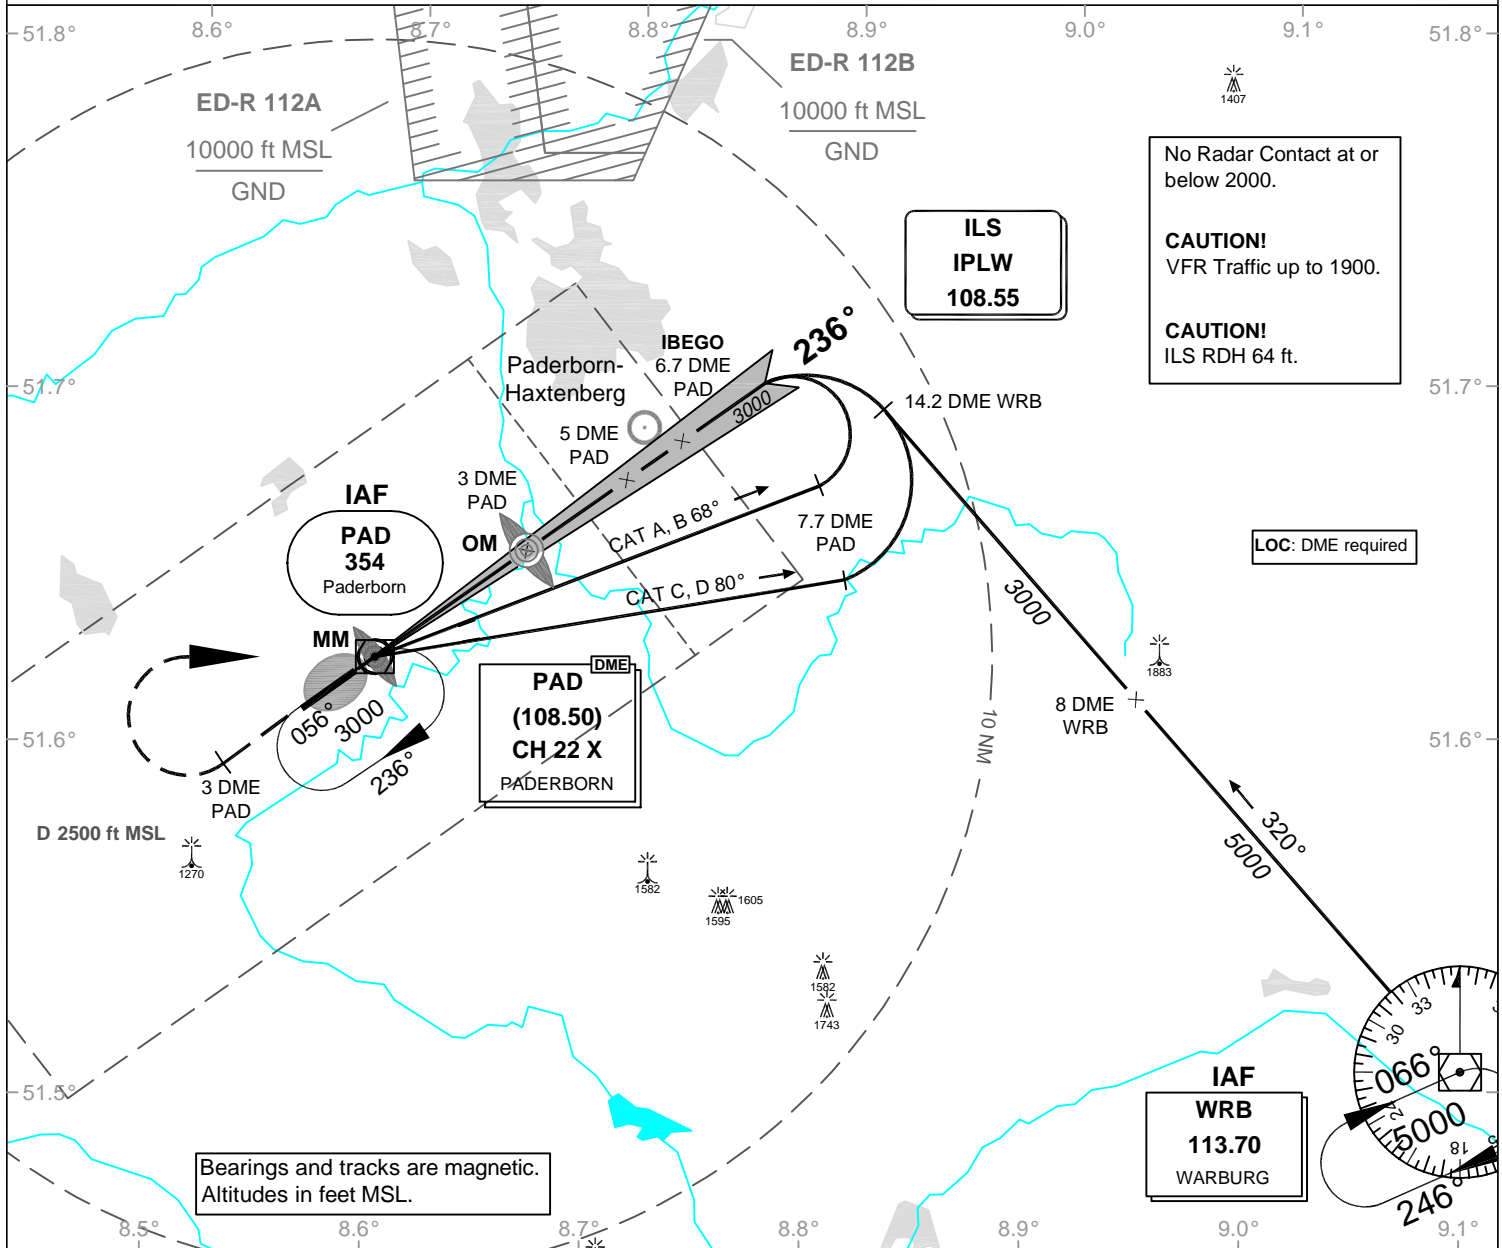 8.6°
8.7°
8.8°
8.9°
9.0°
9.1°
51.8°
51.8°
ED-R 112A
10000 ft MSL
GND
ED-R 112B
10000 ft MSL
GND
1407
No Radar Contact at or
below 2000.
CAUTION!
VFR Traffic up to 1900.
CAUTION!
ILS RDH 64 ft.
ILS
IPLW
108.55
236°
IBEGO
6.7 DME
PAD
Paderborn-
Haxtenberg
3000
51.7°
51.7°
14.2 DME WRB
5 DME
PAD
3 DME
PAD
IAF
PAD
354
Paderborn
OM
CAT A, B 68°
7.7 DME
PAD
CAT C, D 80°
LOC: DME required
3000
MM
1883
DME
PAD
(108.50)
CH 22 X
PADERBORN
056°
3000
236°
8 DME
WRB
10 NM
51.6°
51.6°
3 DME
PAD
D 2500 ft MSL
1270
1582
1605
1595
320°
5000
1582
1743
33
30
24
18
066°
5000
246°
51.5°
51.5°
IAF
WRB
113.70
WARBURG
Bearings and tracks are magnetic.
Altitudes in feet MSL.
8.5°
8.6°
8.7°
8.8°
8.9°
9.0°
9.1°